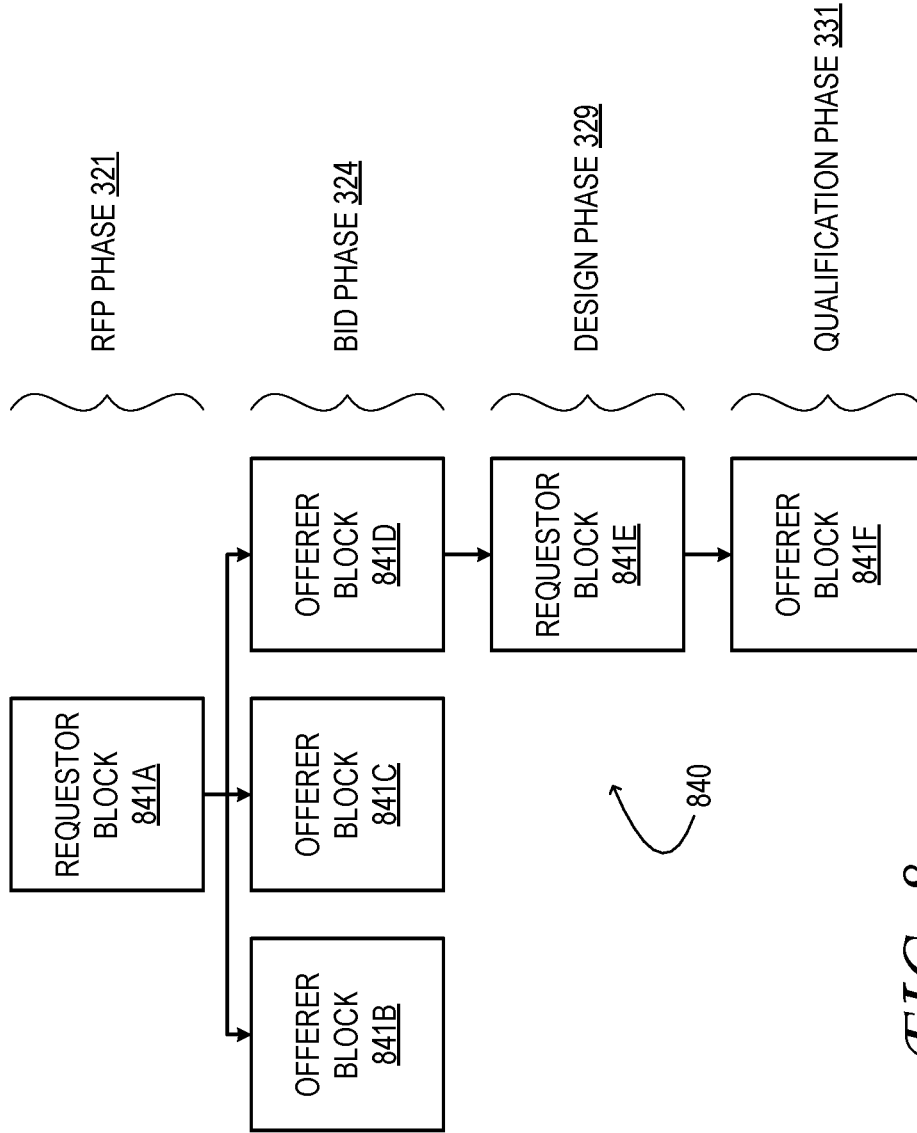 REQUESTOR
BLOCK
841A
RFP PHASE 321
OFFERER
BLOCK
841B
OFFERER
BLOCK
841C
OFFERER
BLOCK
841D
BID PHASE 324
REQUESTOR
BLOCK
841E
DESIGN PHASE 329
840
OFFERER
BLOCK
841F
QUALIFICATION PHASE 331
FIG. 8